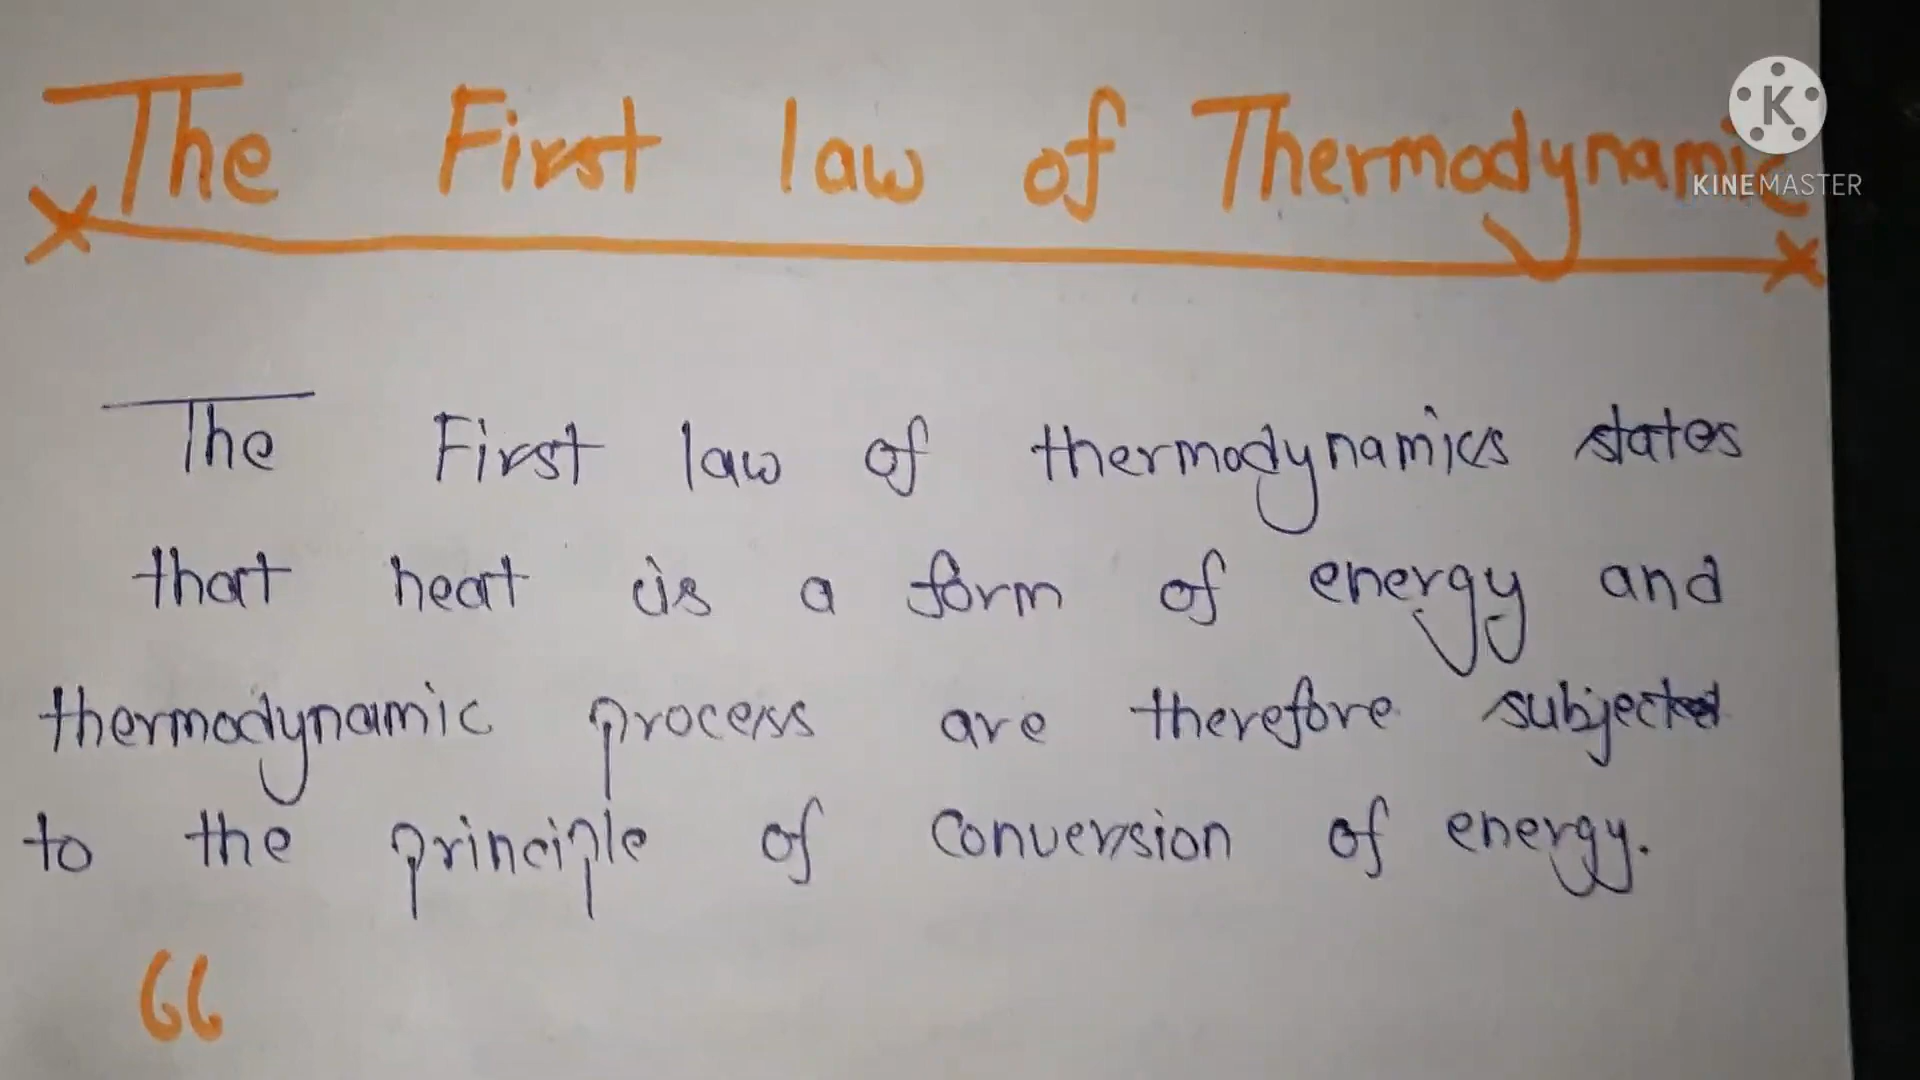 The First law of Thermodynamic
K
KINEMASTER
The First law of thermodynamics states
that heat is a form of energy and
thermodynamic process are therefore subjected
to the principle of conversion of energy.
“